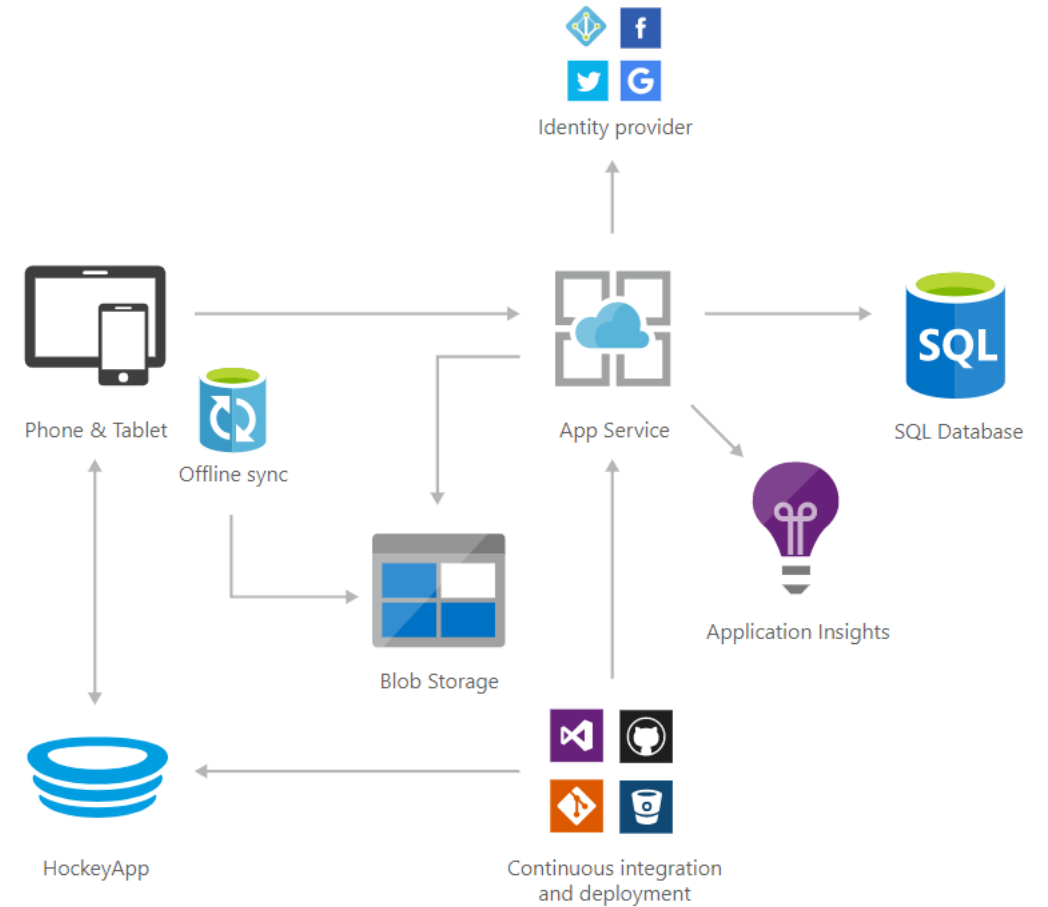 Identity provider
SQL
Phone & Tablet
App Service
SQL Database
Offline sync
Application Insights
Blob Storage
HockeyApp
Continuous integration
and deployment